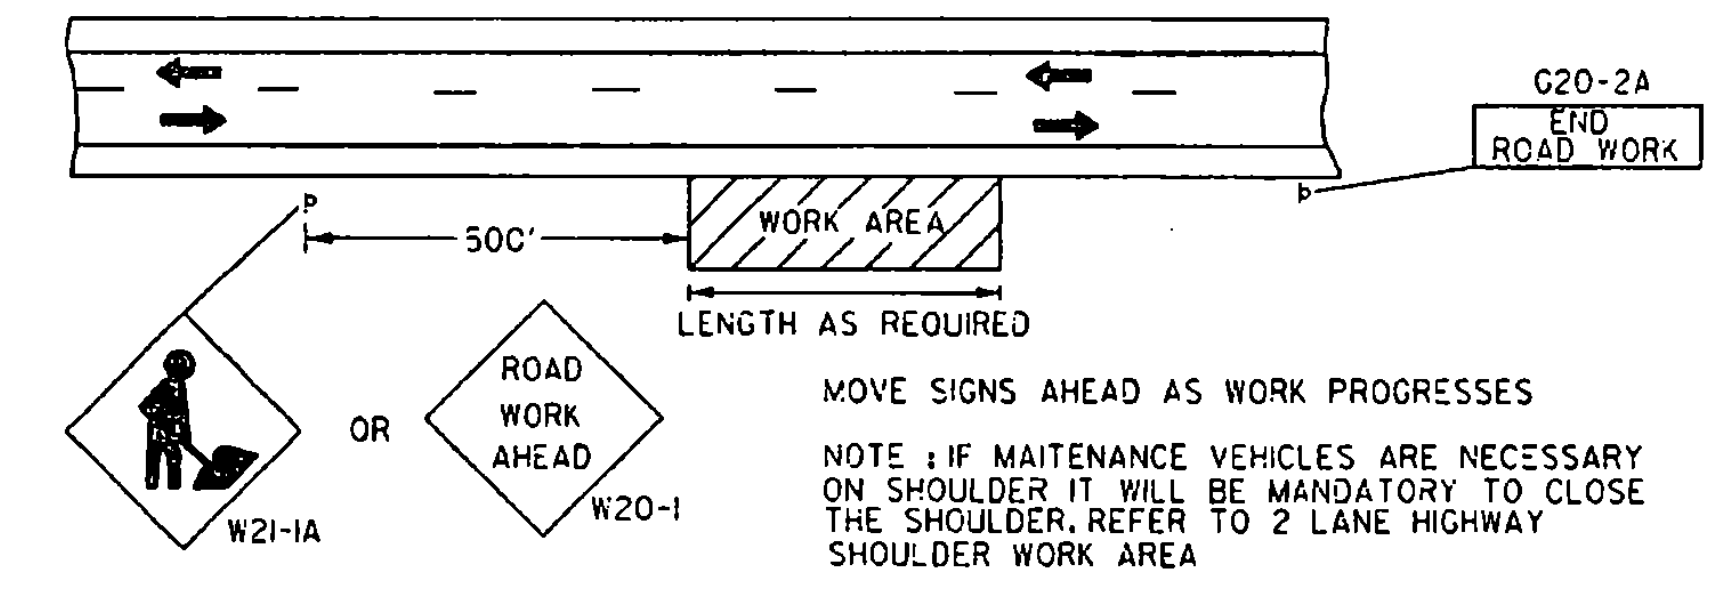 G20-2A
END
ROAD WORK
500'
WORK AREA
LENGTH AS REQUIRED
ROAD
WORK
AHEAD
OR
W20-1
W21-1A
MOVE SIGNS AHEAD AS WORK PROGRESSES
NOTE : IF MAITENANCE VEHICLES ARE NECESSARY
ON SHOULDER IT WILL BE MANDATORY TO CLOSE
THE SHOULDER. REFER TO 2 LANE HIGHWAY
SHOULDER WORK AREA